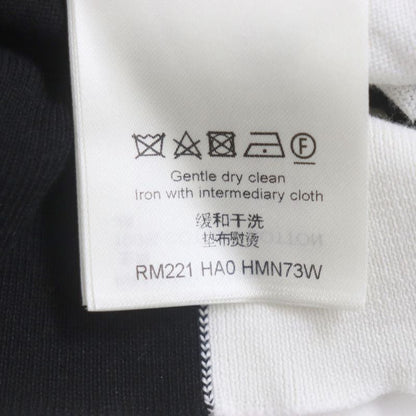 F
Gentle dry clean
Iron with intermediary cloth
缓和干洗
垫布熨烫
RM221 HA0 HMN73W